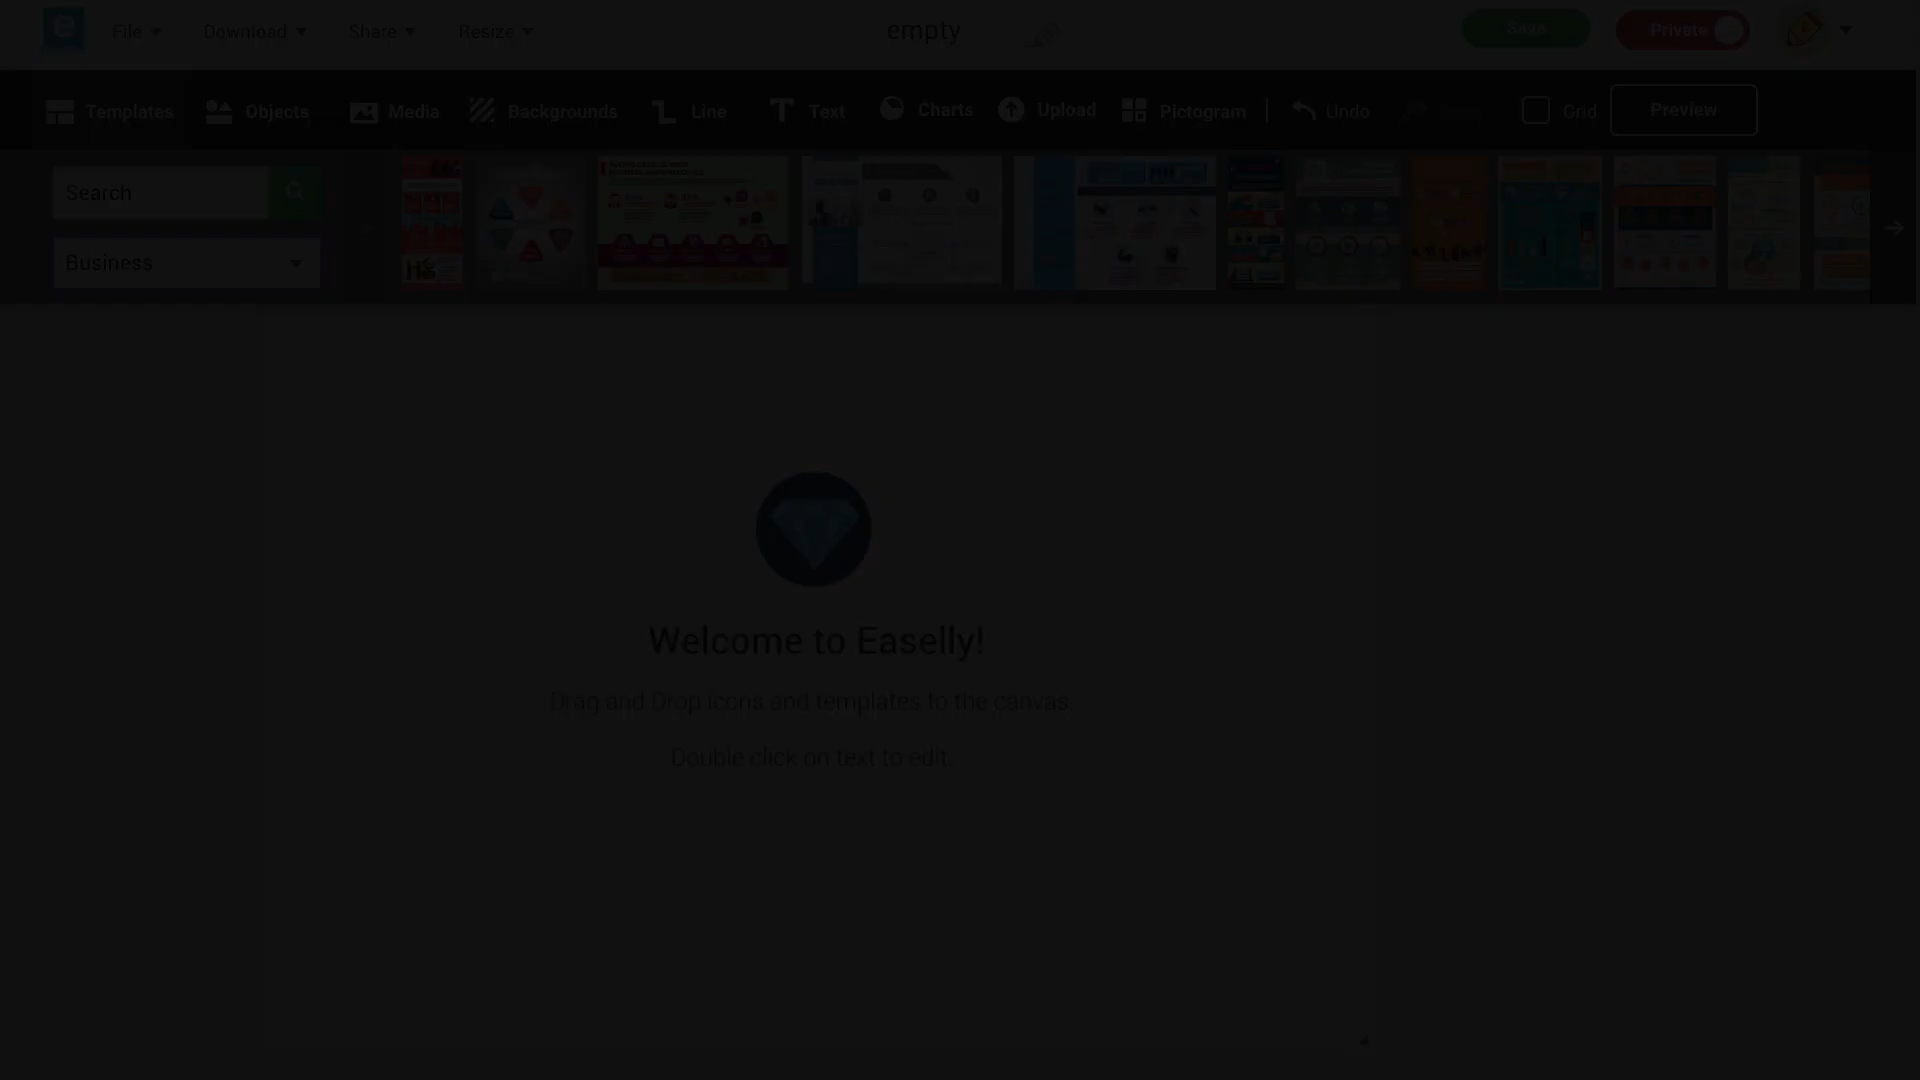 File Download Share Resize empty Save Private
Templates Objects Media Backgrounds Line Text Charts Upload Pictogram Undo Grid Preview
Search
Business
Welcome to Easelly!
Drag and Drop icons and templates to the canvas.
Double click on text to edit.